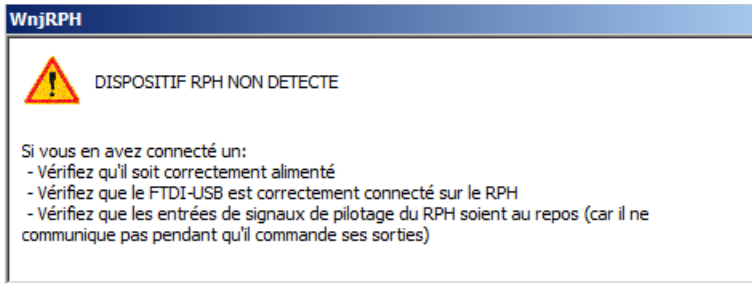 WnjRPH
DISPOSITIF RPH NON DETECTE
Si vous en avez connecté un:
- Vérifiez qu'il soit correctement alimenté
- Vérifiez que le FTDI-USB est correctement connecté sur le RPH
- Vérifiez que les entrées de signaux de pilotage du RPH soient au repos (car il ne
communique pas pendant qu'il commande ses sorties)